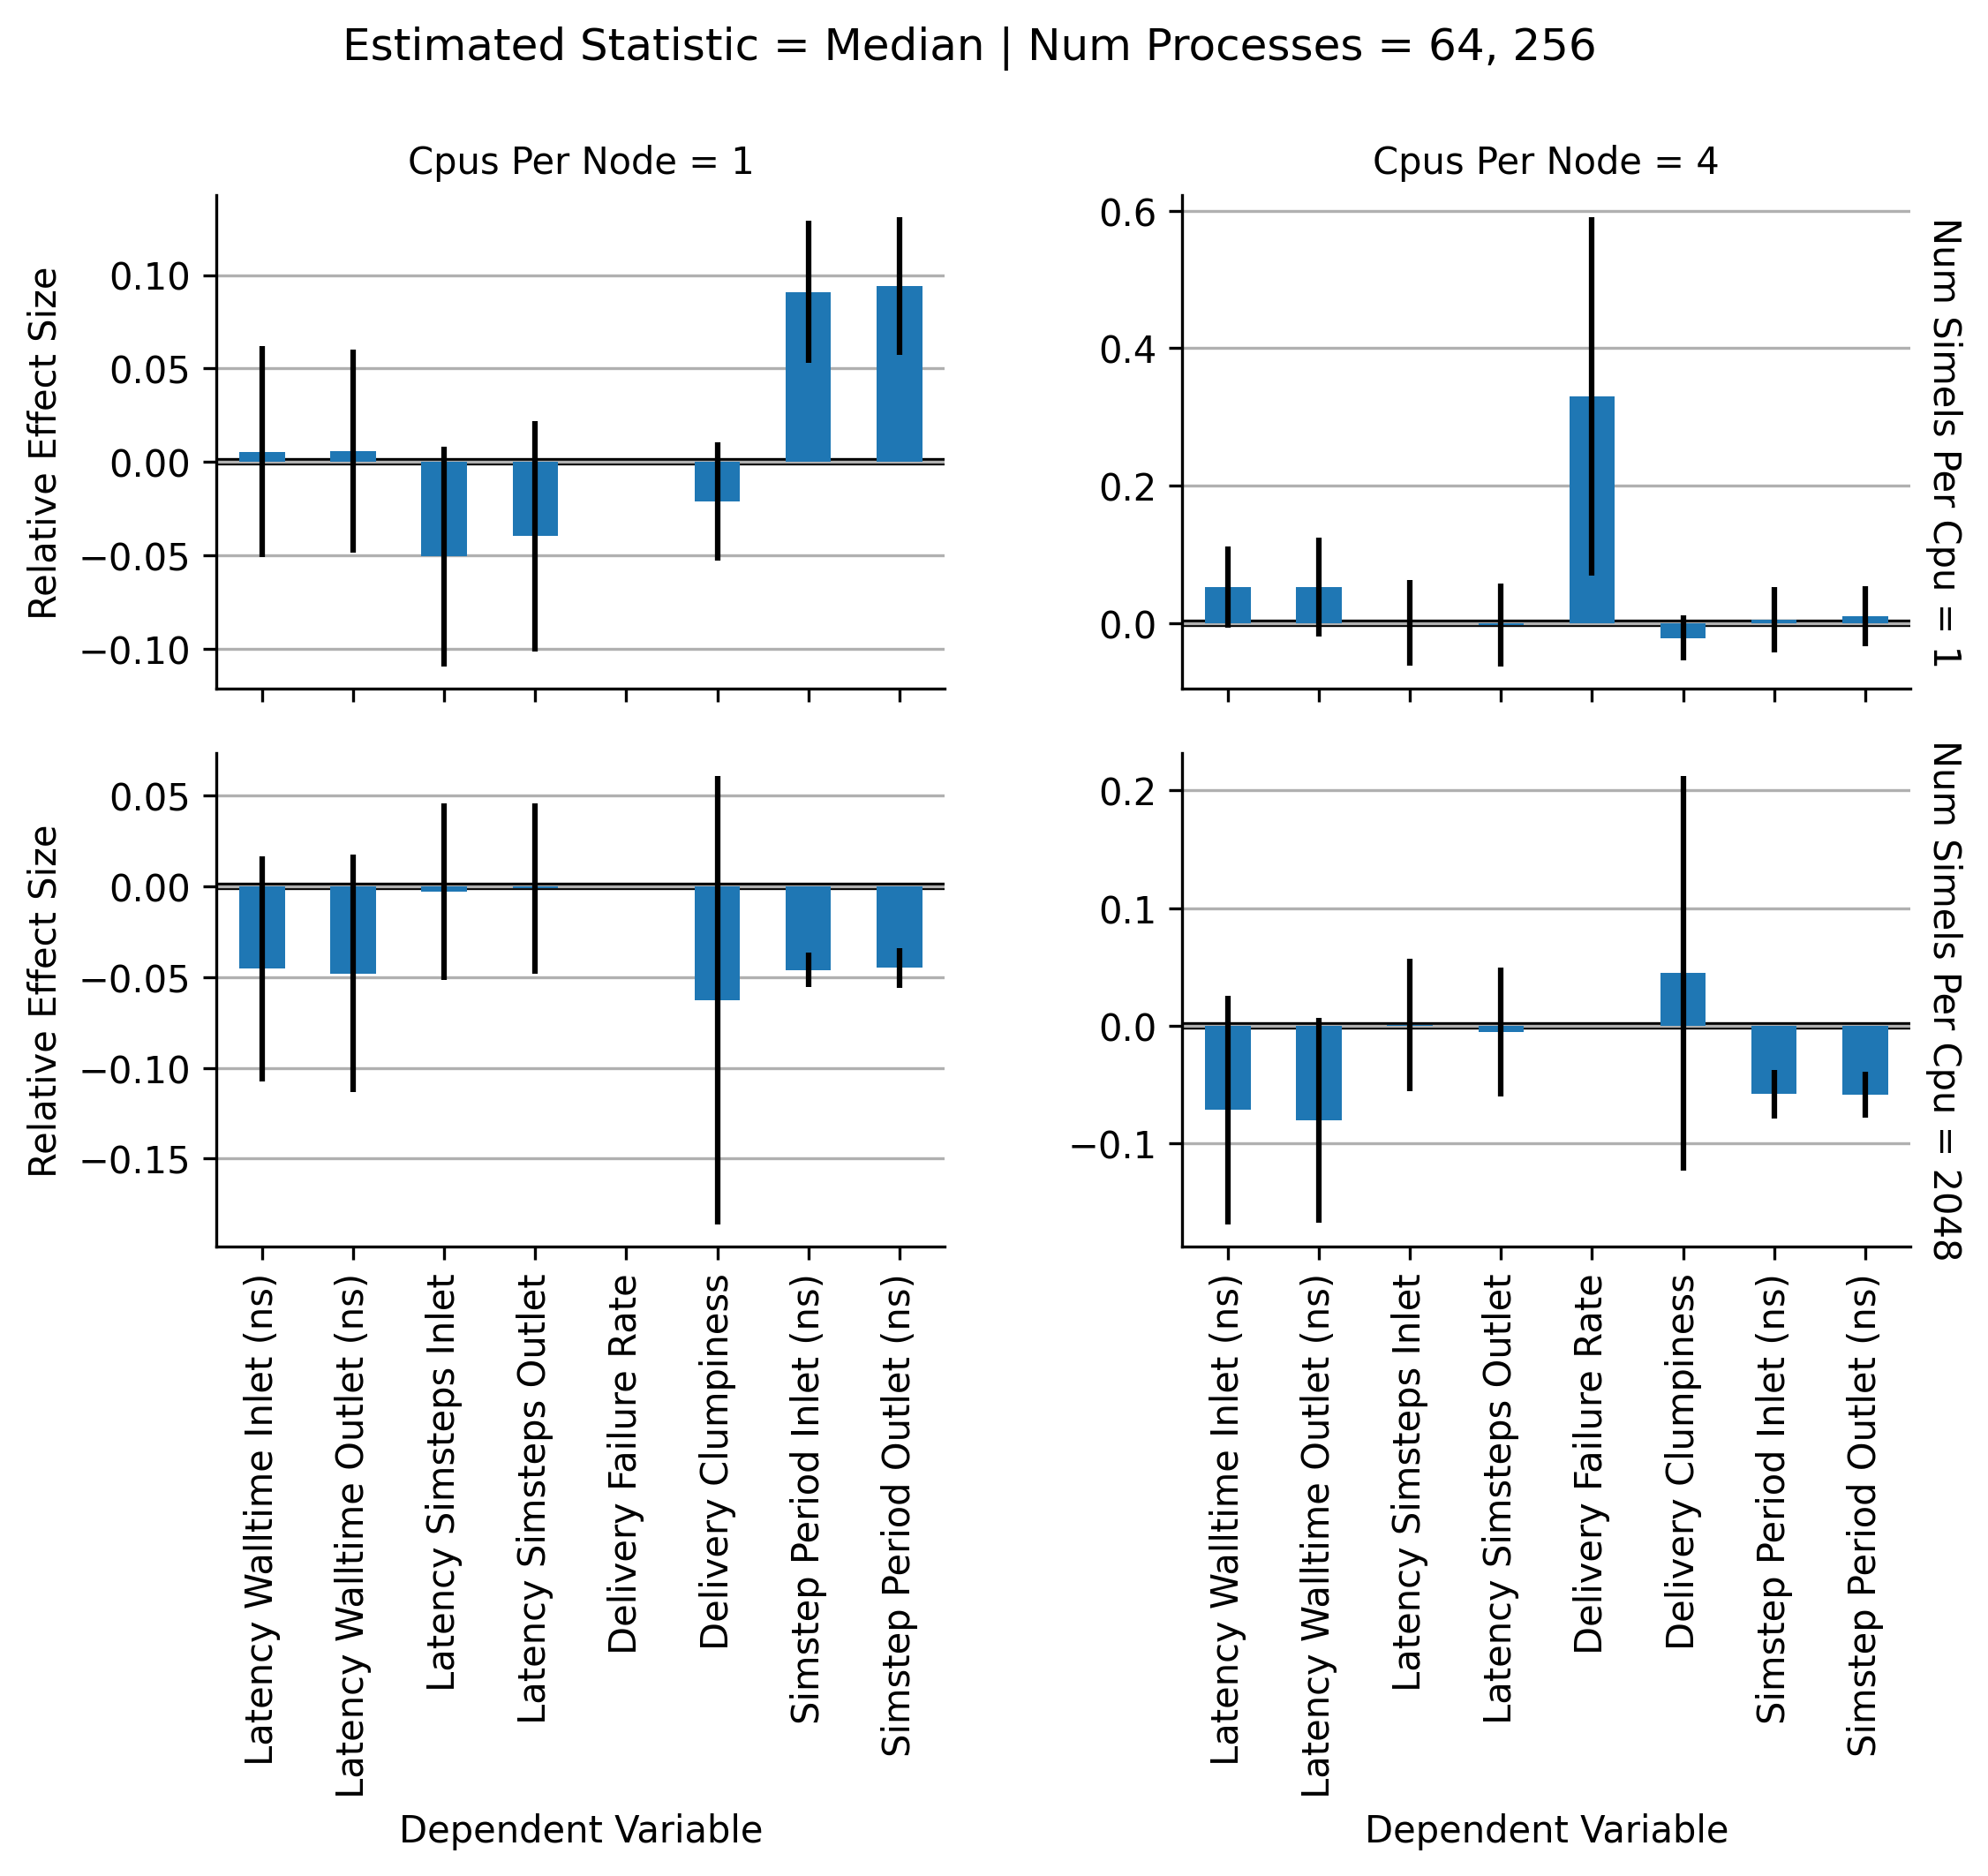 Estimated Statistic = Median | Num Processes = 64, 256
Cpus Per Node = 1
Cpus Per Node = 4
Relative Effect Size
0.10
0.05
0.00
−0.05
−0.10
0.6
0.4
0.2
0.0
Num Simels Per Cpu = 1
Relative Effect Size
0.05
0.00
−0.05
−0.10
−0.15
0.2
0.1
0.0
−0.1
Num Simels Per Cpu = 2048
Latency Walltime Inlet (ns)
Latency Walltime Outlet (ns)
Latency Simsteps Inlet
Latency Simsteps Outlet
Delivery Failure Rate
Delivery Clumpiness
Simstep Period Inlet (ns)
Simstep Period Outlet (ns)
Dependent Variable
Latency Walltime Inlet (ns)
Latency Walltime Outlet (ns)
Latency Simsteps Inlet
Latency Simsteps Outlet
Delivery Failure Rate
Delivery Clumpiness
Simstep Period Inlet (ns)
Simstep Period Outlet (ns)
Dependent Variable